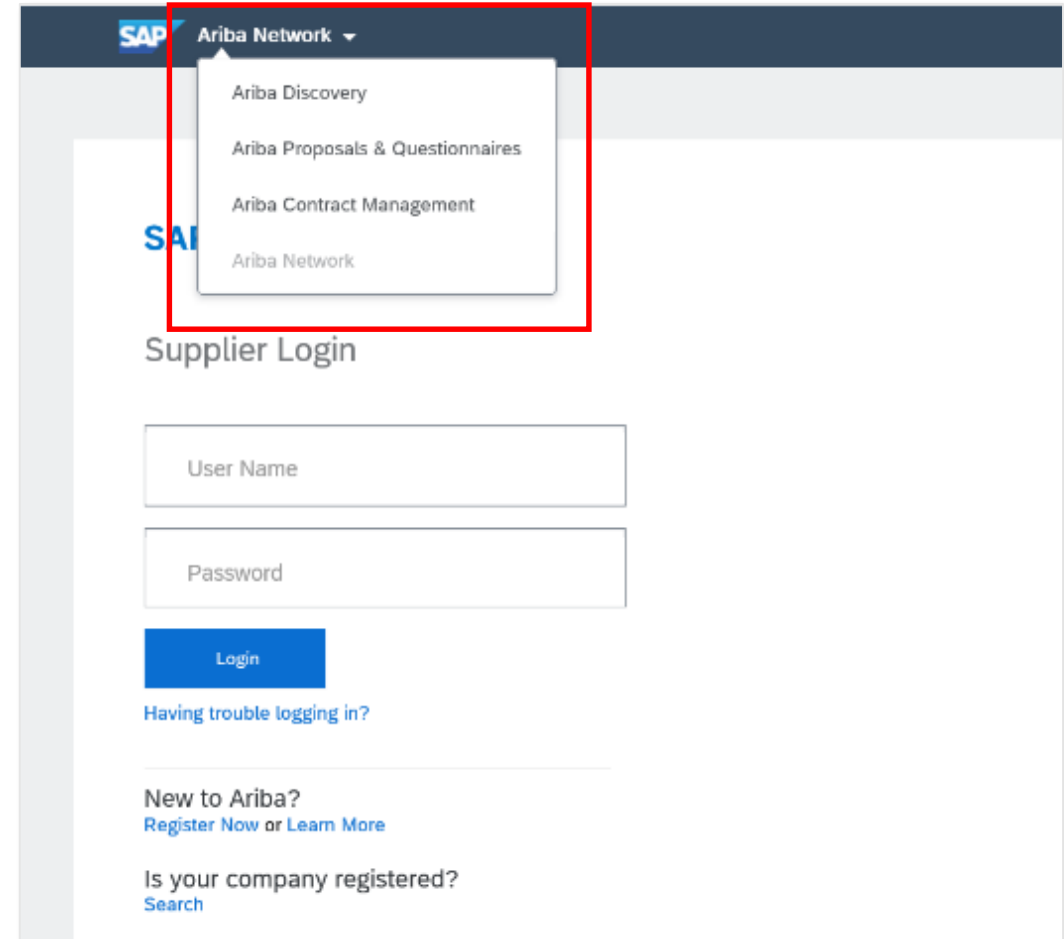 SAP Ariba Network
Ariba Discovery
Ariba Proposals & Questionnaires
Ariba Contract Management
Ariba Network
SAP
Supplier Login
User Name
Password
Login
Having trouble logging in?
New to Ariba?
Register Now or Learn More
Is your company registered?
Search